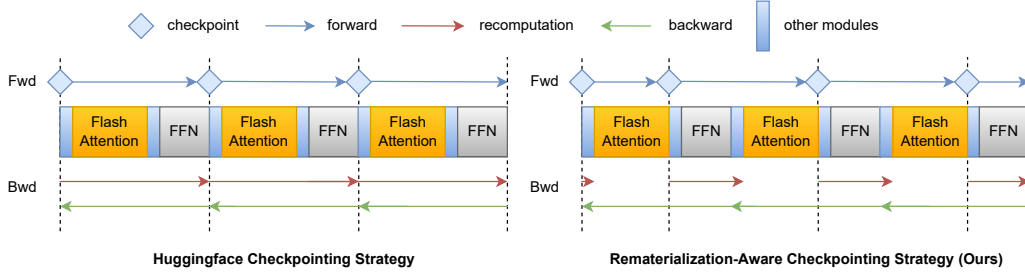 checkpoint forward recomputation backward other modules
Fwd Fwd
Flash Attention FFN Flash Attention FFN Flash Attention FFN Flash Attention FFN Flash Attention FFN Flash Attention FFN
Bwd Bwd
Huggingface Checkpointing Strategy Rematerialization-Aware Checkpointing Strategy (Ours)